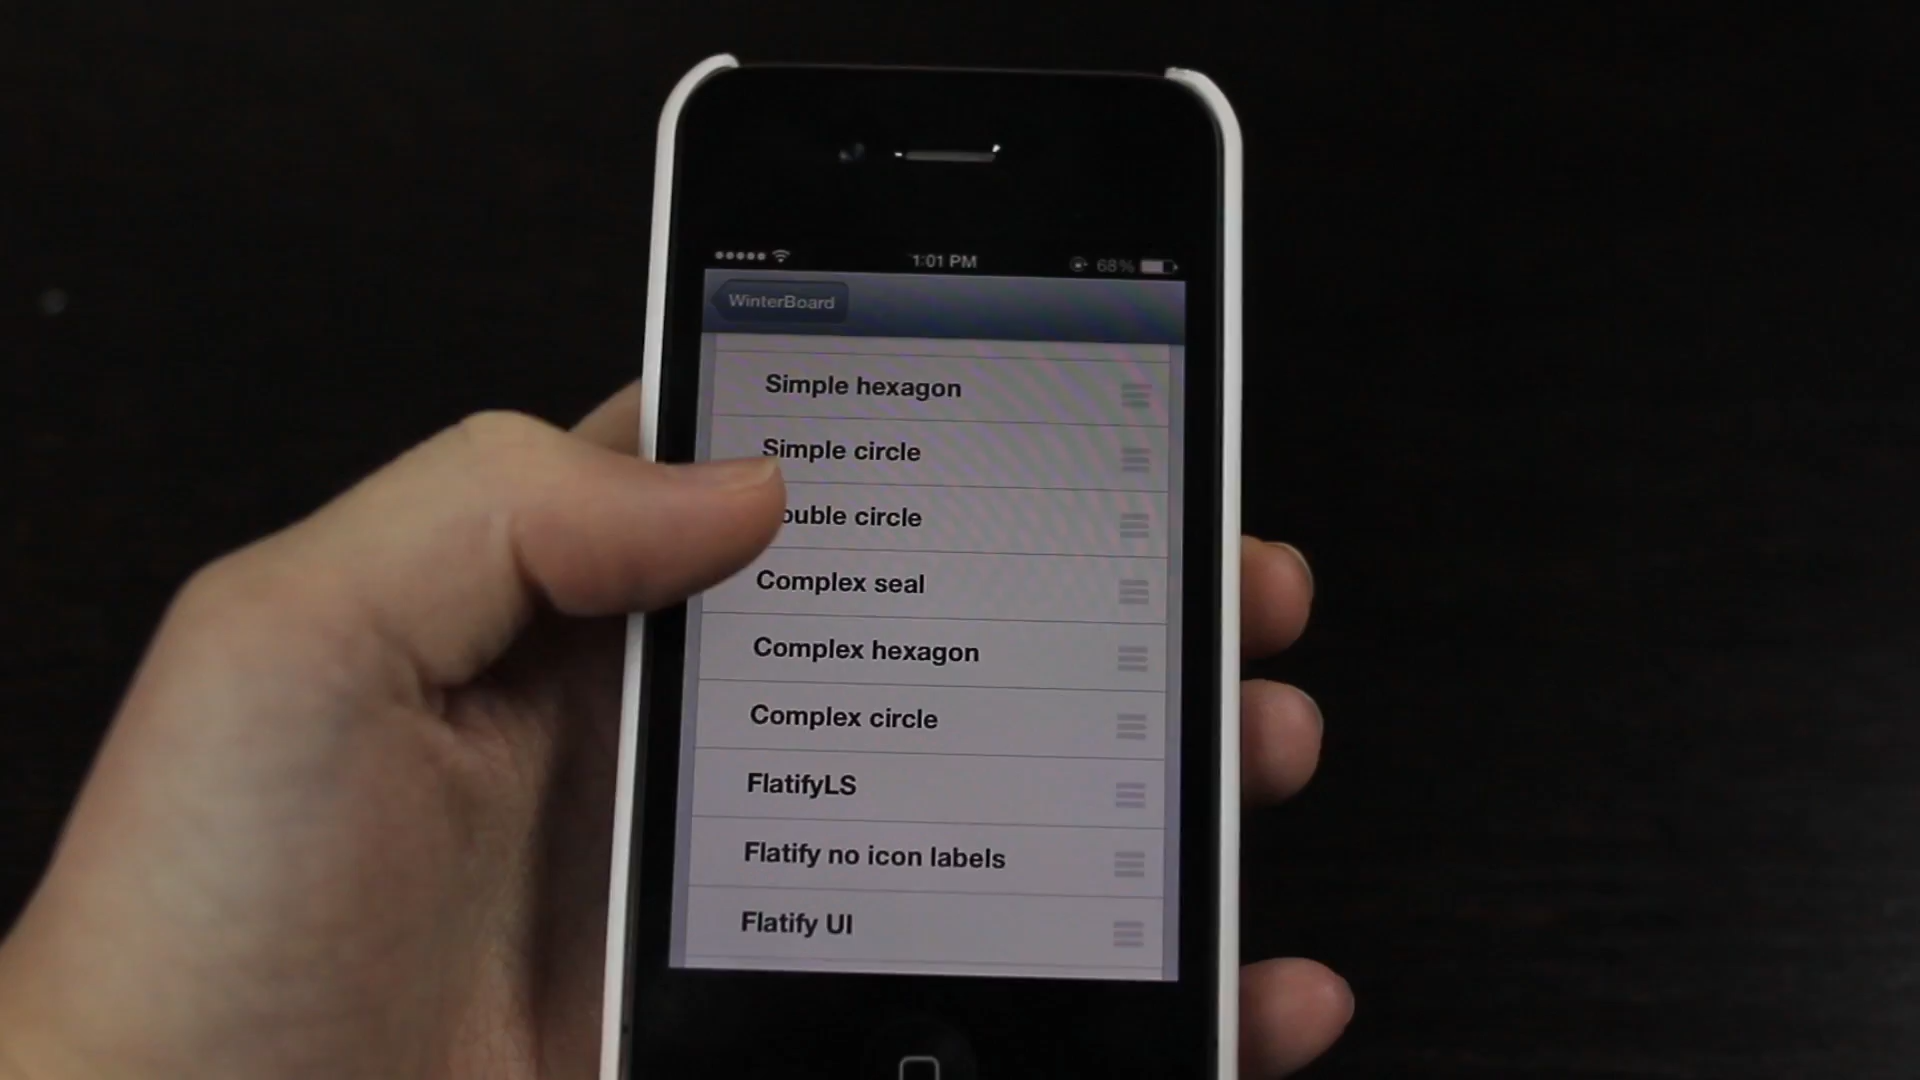 1:01 PM
68%
WinterBoard
Simple hexagon
Simple circle
ouble circle
Complex seal
Complex hexagon
Complex circle
FlatifyLS
Flatify no icon labels
Flatify UI